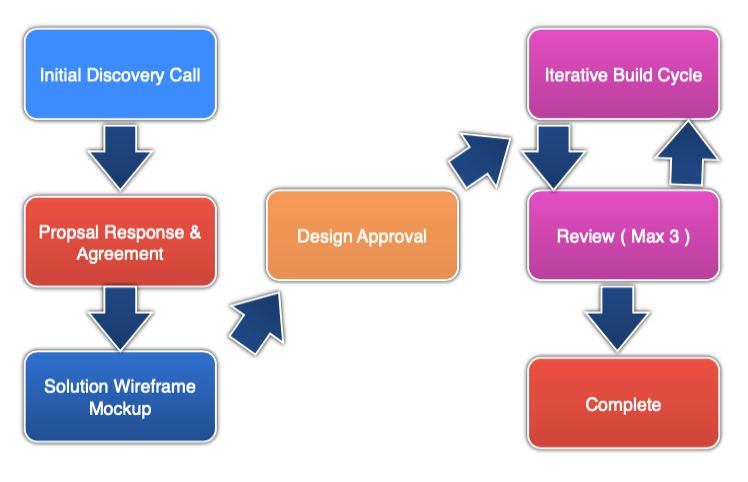 Initial Discovery Call
Propsal Response &
Agreement
Solution Wireframe
Mockup
Design Approval
Iterative Build Cycle
Review ( Max 3 )
Complete